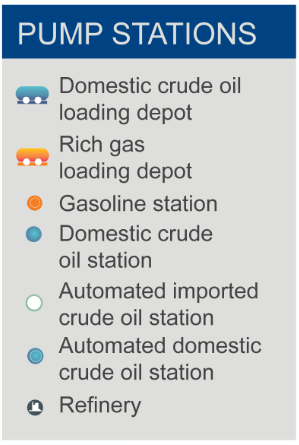 PUMP STATIONS
Domestic crude oil
loading depot
Rich gas
loading depot
Gasoline station
Domestic crude
oil station
Automated imported
crude oil station
Automated domestic
crude oil station
Refinery